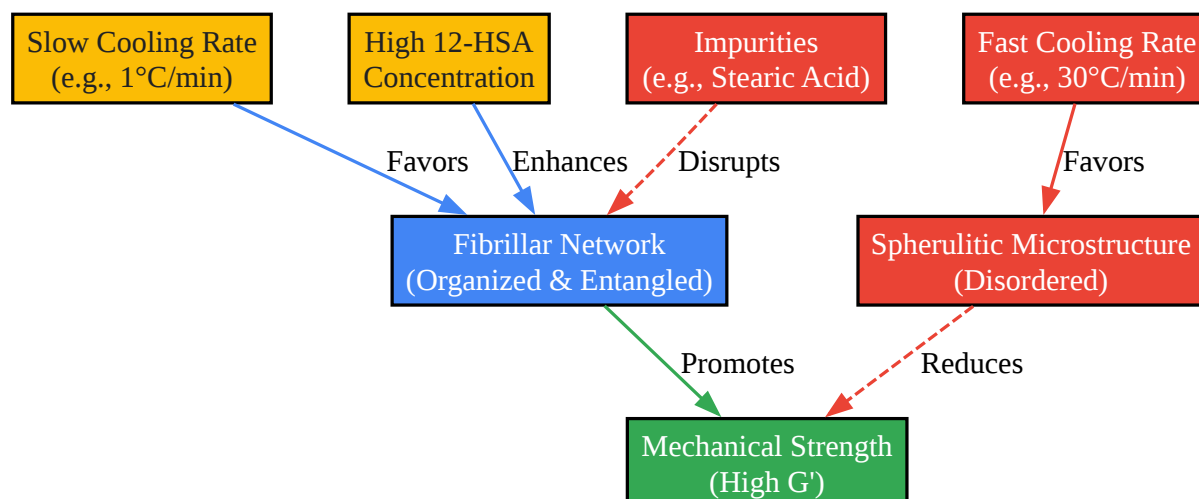 Slow Cooling Rate
(e.g., 1°C/min)
High 12-HSA
Concentration
Impurities
(e.g., Stearic Acid)
Fast Cooling Rate
(e.g., 30°C/min)
Favors
Enhances
Disrupts
Favors
Fibrillar Network
(Organized & Entangled)
Spherulitic Microstructure
(Disordered)
Promotes
Reduces
Mechanical Strength
(High G')